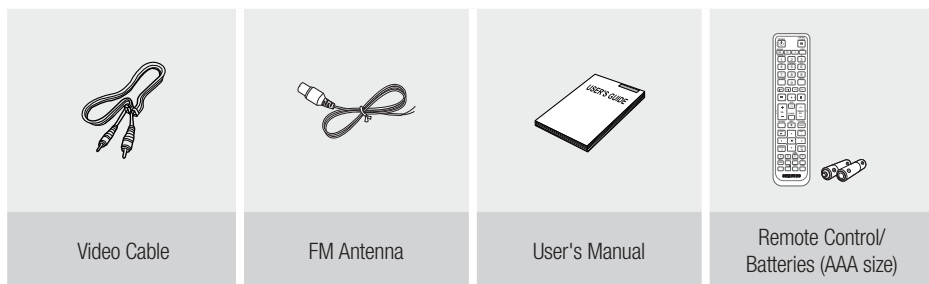 USER'S GUIDE
Video Cable
FM Antenna
User's Manual
Remote Control/
Batteries (AAA size)